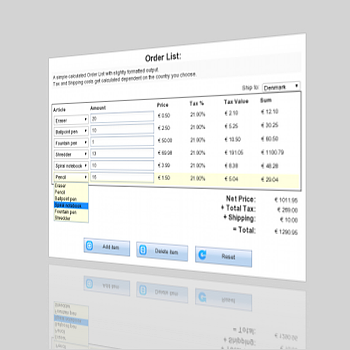 Order List:
A simple calculated Order List with slightly formatted output.
Tax and Shipping costs get calculated dependent on the country you choose.
Ship to: Denmark
Article Amount Price Tax % Tax Value Sum
Eraser 20 € 0.50 21.00% € 2.10 € 12.10
Ballpoint pen 10 € 2.50 21.00% € 5.25 € 30.25
Fountain pen 1 € 50.00 21.00% € 10.50 € 60.50
Shredder 13 € 69.98 21.00% € 191.05 € 1100.79
Spiral notebook 10 € 3.99 21.00% € 8.38 € 48.28
Pencil 16 € 1.50 21.00% € 5.04 € 29.04
Eraser
Pencil
Ballpoint pen
Spiral notebook
Fountain pen
Shredder
Net Price: € 1011.95
+ Total Tax: € 269.00
+ Shipping: € 10.00
= Total: € 1290.95
Add item Delete item Reset